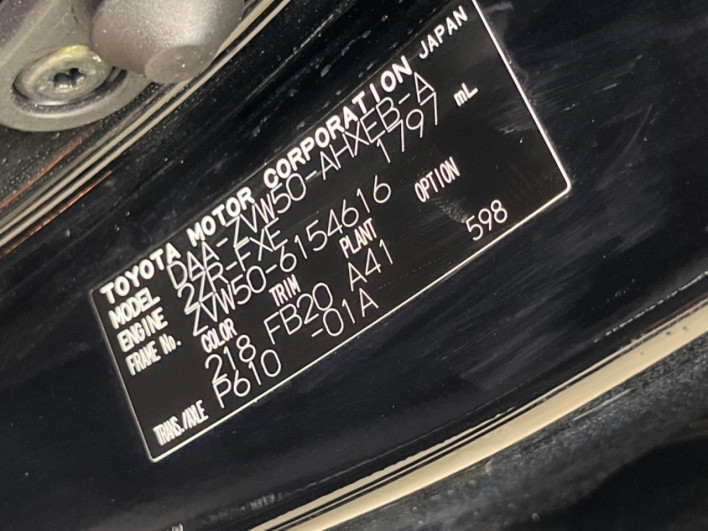 TOYOTA MOTOR CORPORATION JAPAN
MODEL DAA-ZVW50-AHXEB-A
ENGINE 2ZR-FXE 1797 mL
FRAME No. ZVW50-6154616
COLOR TRIM PLANT OPTION
218 FB20 A41 598
TRANS./AXLE P610 -01A